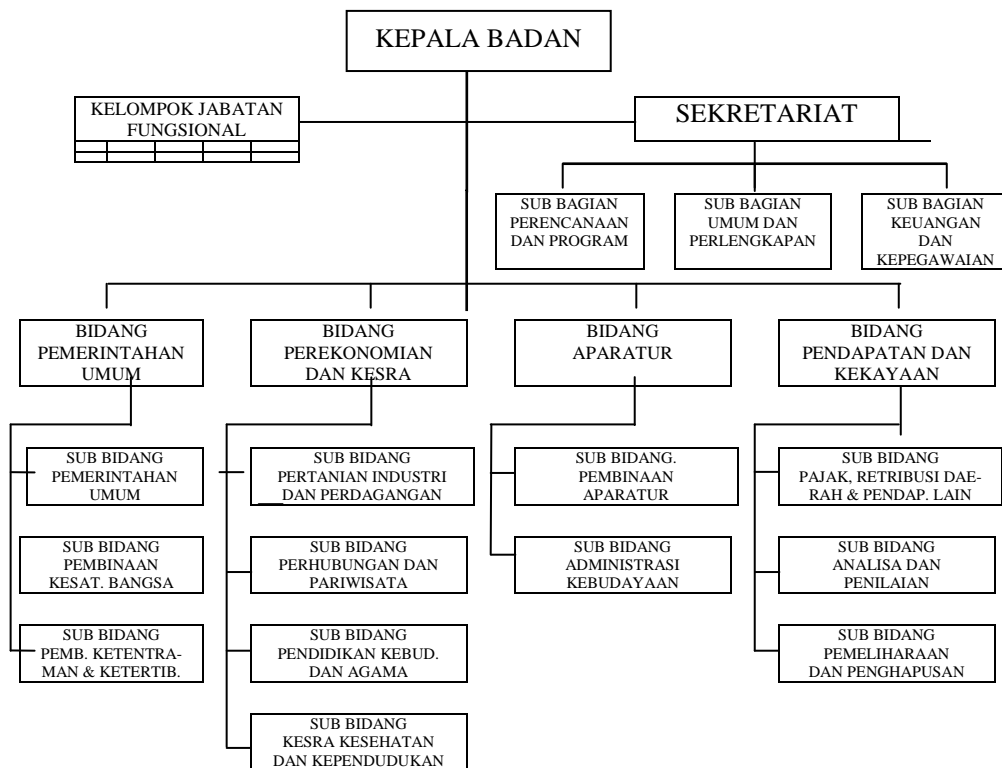 KEPALA BADAN
KELOMPOK JABATAN
FUNGSIONAL
SEKRETARIAT
SUB BAGIAN
PERENCANAAN
DAN PROGRAM
SUB BAGIAN
UMUM DAN
PERLENGKAPAN
SUB BAGIAN
KEUANGAN
DAN
KEPEGAWAIAN
BIDANG
PEMERINTAHAN
UMUM
BIDANG
PEREKONOMIAN
DAN KESRA
BIDANG
APARATUR
BIDANG
PENDAPATAN DAN
KEKAYAAN
SUB BIDANG
PEMERINTAHAN
UMUM
SUB BIDANG
PERTANIAN INDUSTRI
DAN PERDAGANGAN
SUB BIDANG.
PEMBINAAN
APARATUR
SUB BIDANG
PAJAK, RETRIBUSI DAE-
RAH & PENDAP. LAIN
SUB BIDANG
PEMBINAAN
KESAT. BANGSA
SUB BIDANG
PERHUBUNGAN DAN
PARIWISATA
SUB BIDANG
ADMINISTRASI
KEBUDAYAAN
SUB BIDANG
ANALISA DAN
PENILAIAN
SUB BIDANG
PEMB. KETENTRA-
MAN & KETERTIB.
SUB BIDANG
PENDIDIKAN KEBUD.
DAN AGAMA
SUB BIDANG
PEMELIHARAAN
DAN PENGHAPUSAN
SUB BIDANG
KESRA KESEHATAN
DAN KEPENDUDUKAN